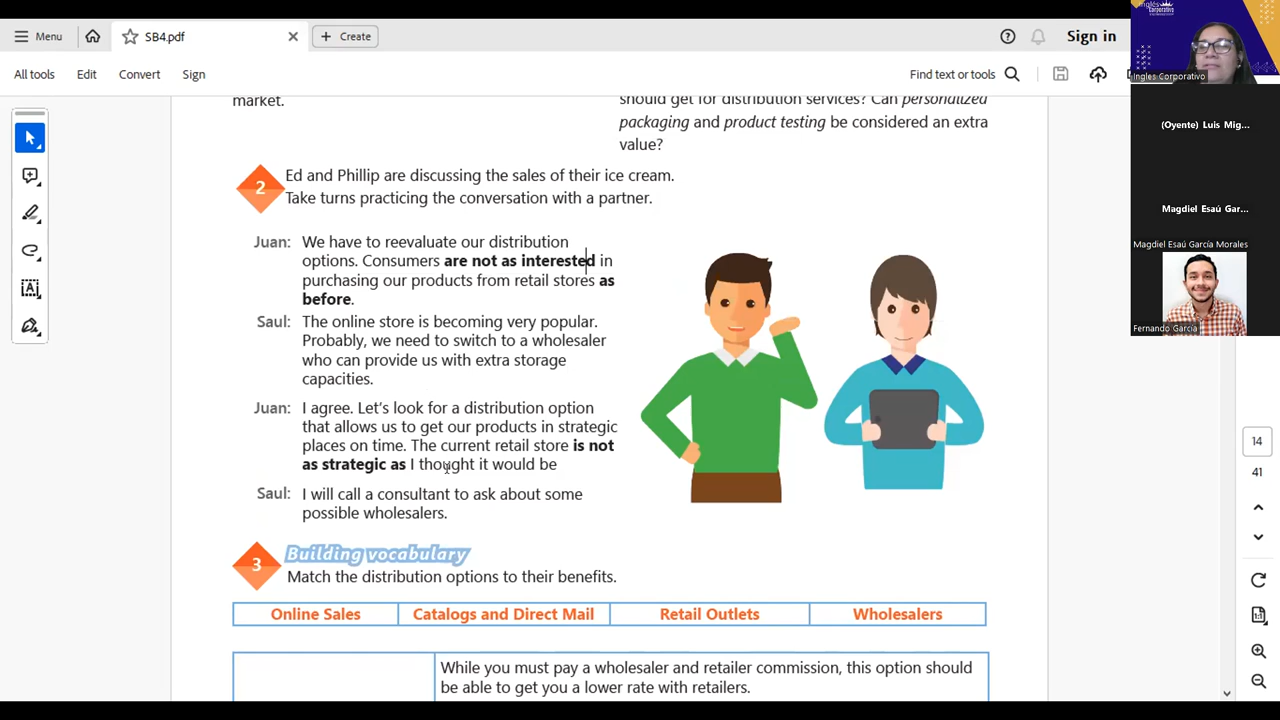 Menu
SB4.pdf
Create
Sign in
All tools
Edit
Convert
Sign
Find text or tools
market.
should get for distribution services? Can personalized
packaging and product testing be considered an extra
value?
2
Ed and Phillip are discussing the sales of their ice cream.
Take turns practicing the conversation with a partner.
Juan: We have to reevaluate our distribution
options. Consumers are not as interested in
purchasing our products from retail stores as
before.
Saul: The online store is becoming very popular.
Probably, we need to switch to a wholesaler
who can provide us with extra storage
capacities.
Juan: I agree. Let's look for a distribution option
that allows us to get our products in strategic
places on time. The current retail store is not
as strategic as I thought it would be
Saul: I will call a consultant to ask about some
possible wholesalers.
3
Building vocabulary
Match the distribution options to their benefits.
Online Sales Catalogs and Direct Mail Retail Outlets Wholesalers
While you must pay a wholesaler and retailer commission, this option should
be able to get you a lower rate with retailers.
14
41
1:1
Inglés
Corporativo
Ingles Corporativo
(Oyente) Luis Mig...
Magdiel Esaú Gar...
Magdiel Esaú García Morales
Fernando García